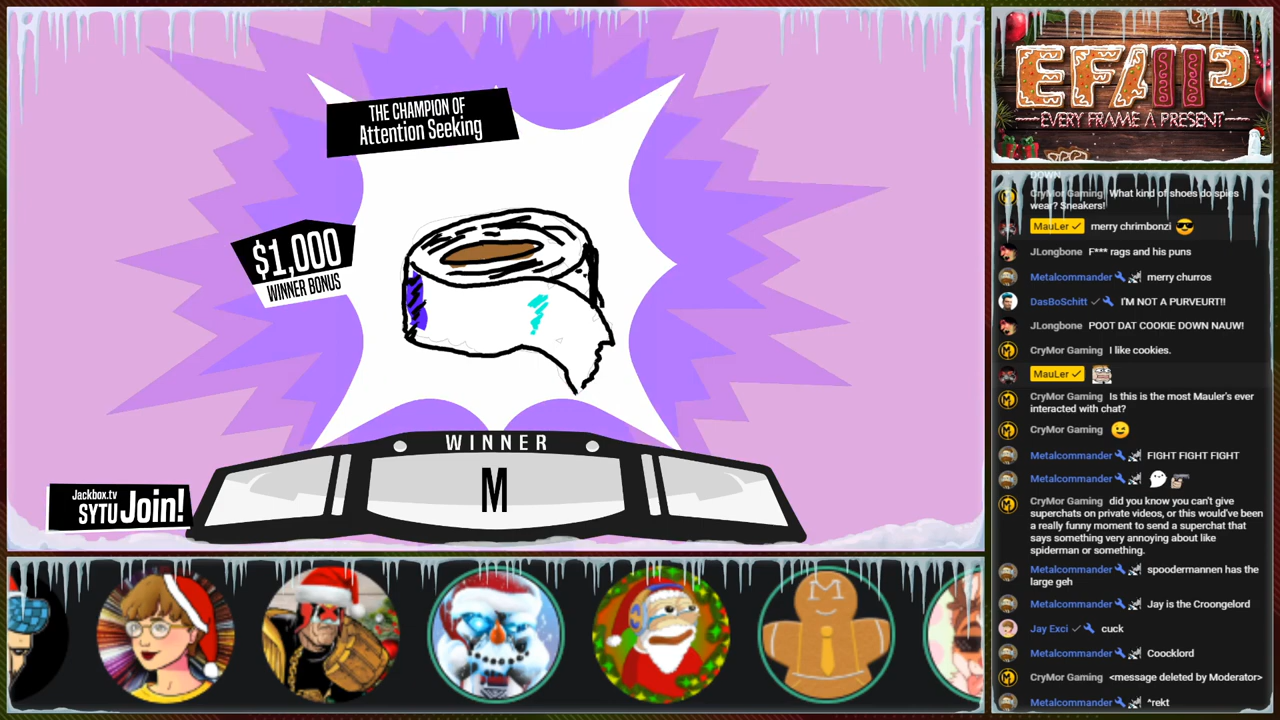 THE CHAMPION OF
Attention Seeking
$1,000
WINNER BONUS
WINNER
M
Jackbox.tv
SYTU Join!
EFAP
EVERY FRAME A PRESENT
M
DOWN
CryMor Gaming What kind of shoes do spies
wear? Sneakers!
MauLer merry chrimbonzi
JLongbone F*** rags and his puns
Metalcommander merry churros
DasBoSchitt I'M NOT A PURVEURT!!
JLongbone POOT DAT COOKIE DOWN NAUW!
CryMor Gaming I like cookies.
MauLer
CryMor Gaming Is this is the most Mauler's ever
interacted with chat?
CryMor Gaming
Metalcommander FIGHT FIGHT FIGHT
Metalcommander
CryMor Gaming did you know you can't give
superchats on private videos, or this would've been
a really funny moment to send a superchat that
says something very annoying about like
spiderman or something.
Metalcommander spoodermannen has the
large geh
Metalcommander Jay is the Croongelord
Jay Exci cuck
Metalcommander Coocklord
CryMor Gaming <message deleted by Moderator>
Metalcommander *rekt